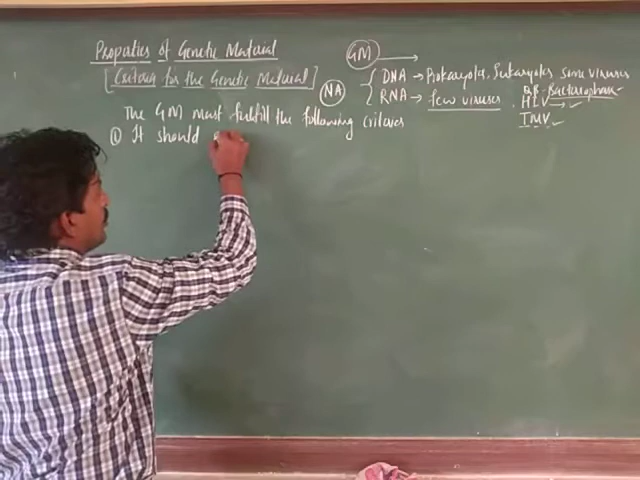 Properties of Genetic Material
[Criteria for the Genetic Material]
The GM must fulfill the following
① It should
GM →
NA
DNA → Prokaryotes, Eukaryotes some viruses
RNA → few viruses
Qβ Bacteriophage
HIV → ✓
TMV ✓